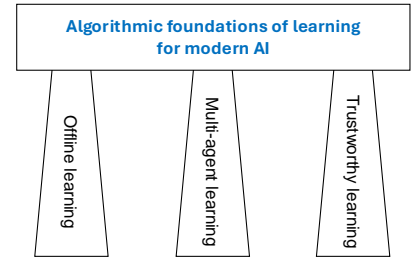 Algorithmic foundations of learning
for modern AI
Offline learning
Multi-agent learning
Trustworthy learning